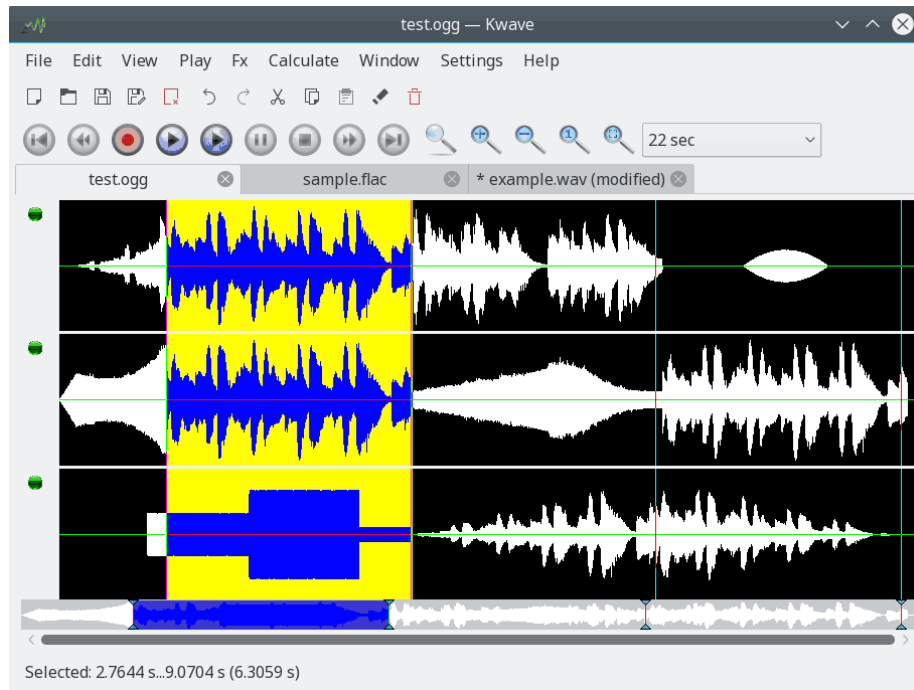 test.ogg — Kwave
File Edit View Play Fx Calculate Window Settings Help
1
22 sec
test.ogg sample.flac * example.wav (modified)
Selected: 2.7644 s...9.0704 s (6.3059 s)